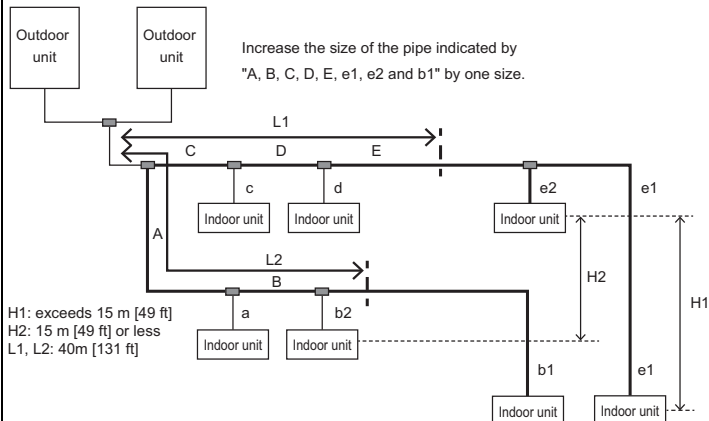 Outdoor
unit
Outdoor
unit
Increase the size of the pipe indicated by
"A, B, C, D, E, e1, e2 and b1" by one size.
L1
C
D
E
c
d
e2
e1
Indoor unit
Indoor unit
Indoor unit
A
L2
B
H2
H1
H1: exceeds 15 m [49 ft]
H2: 15 m [49 ft] or less
L1, L2: 40m [131 ft]
a
b2
Indoor unit
Indoor unit
b1
e1
Indoor unit
Indoor unit